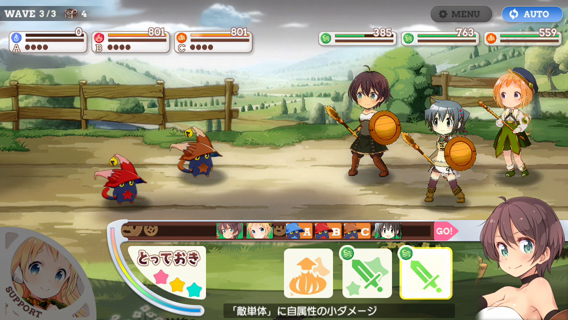 WAVE 3/3 4
MENU
AUTO
A 0
B 801
C 801
385
763
559
A B C
GO!
とっておき
SUPPORT
「敵単体」に自属性の小ダメージ